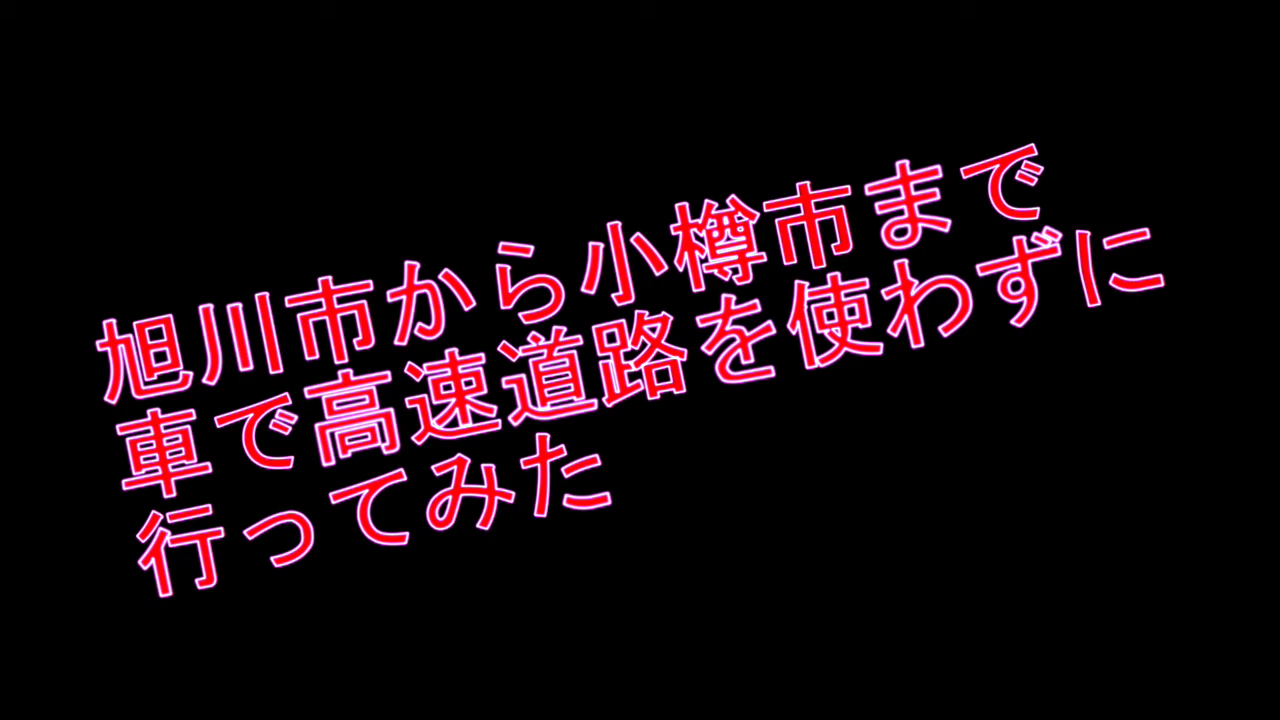 旭川市から小樽市まで
車で高速道路を使わずに
行ってみた